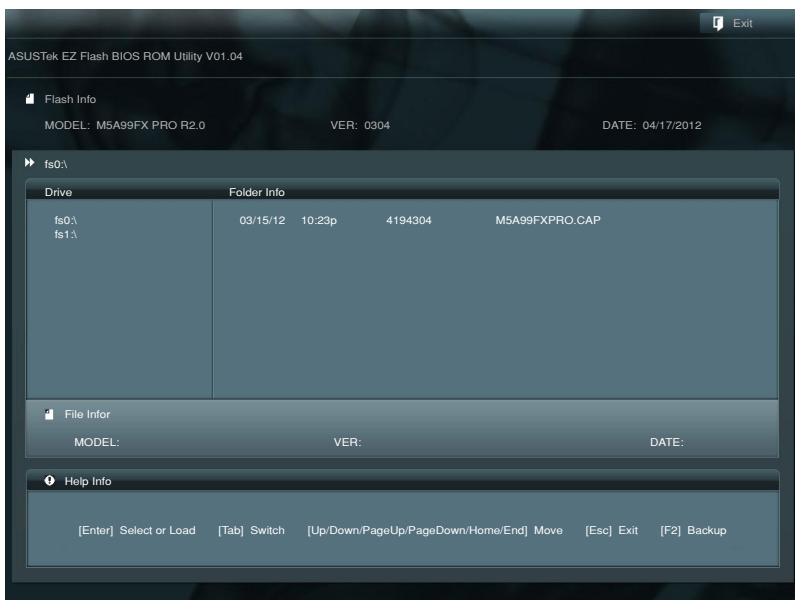 Exit
ASUSTek EZ Flash BIOS ROM Utility V01.04
Flash Info
MODEL: M5A99FX PRO R2.0 VER: 0304 DATE: 04/17/2012
fs0:\
Drive Folder Info
fs0:\ 03/15/12 10:23p 4194304 M5A99FXPRO.CAP
fs1:\
File Infor
MODEL: VER: DATE:
Help Info
[Enter] Select or Load [Tab] Switch [Up/Down/PageUp/PageDown/Home/End] Move [Esc] Exit [F2] Backup